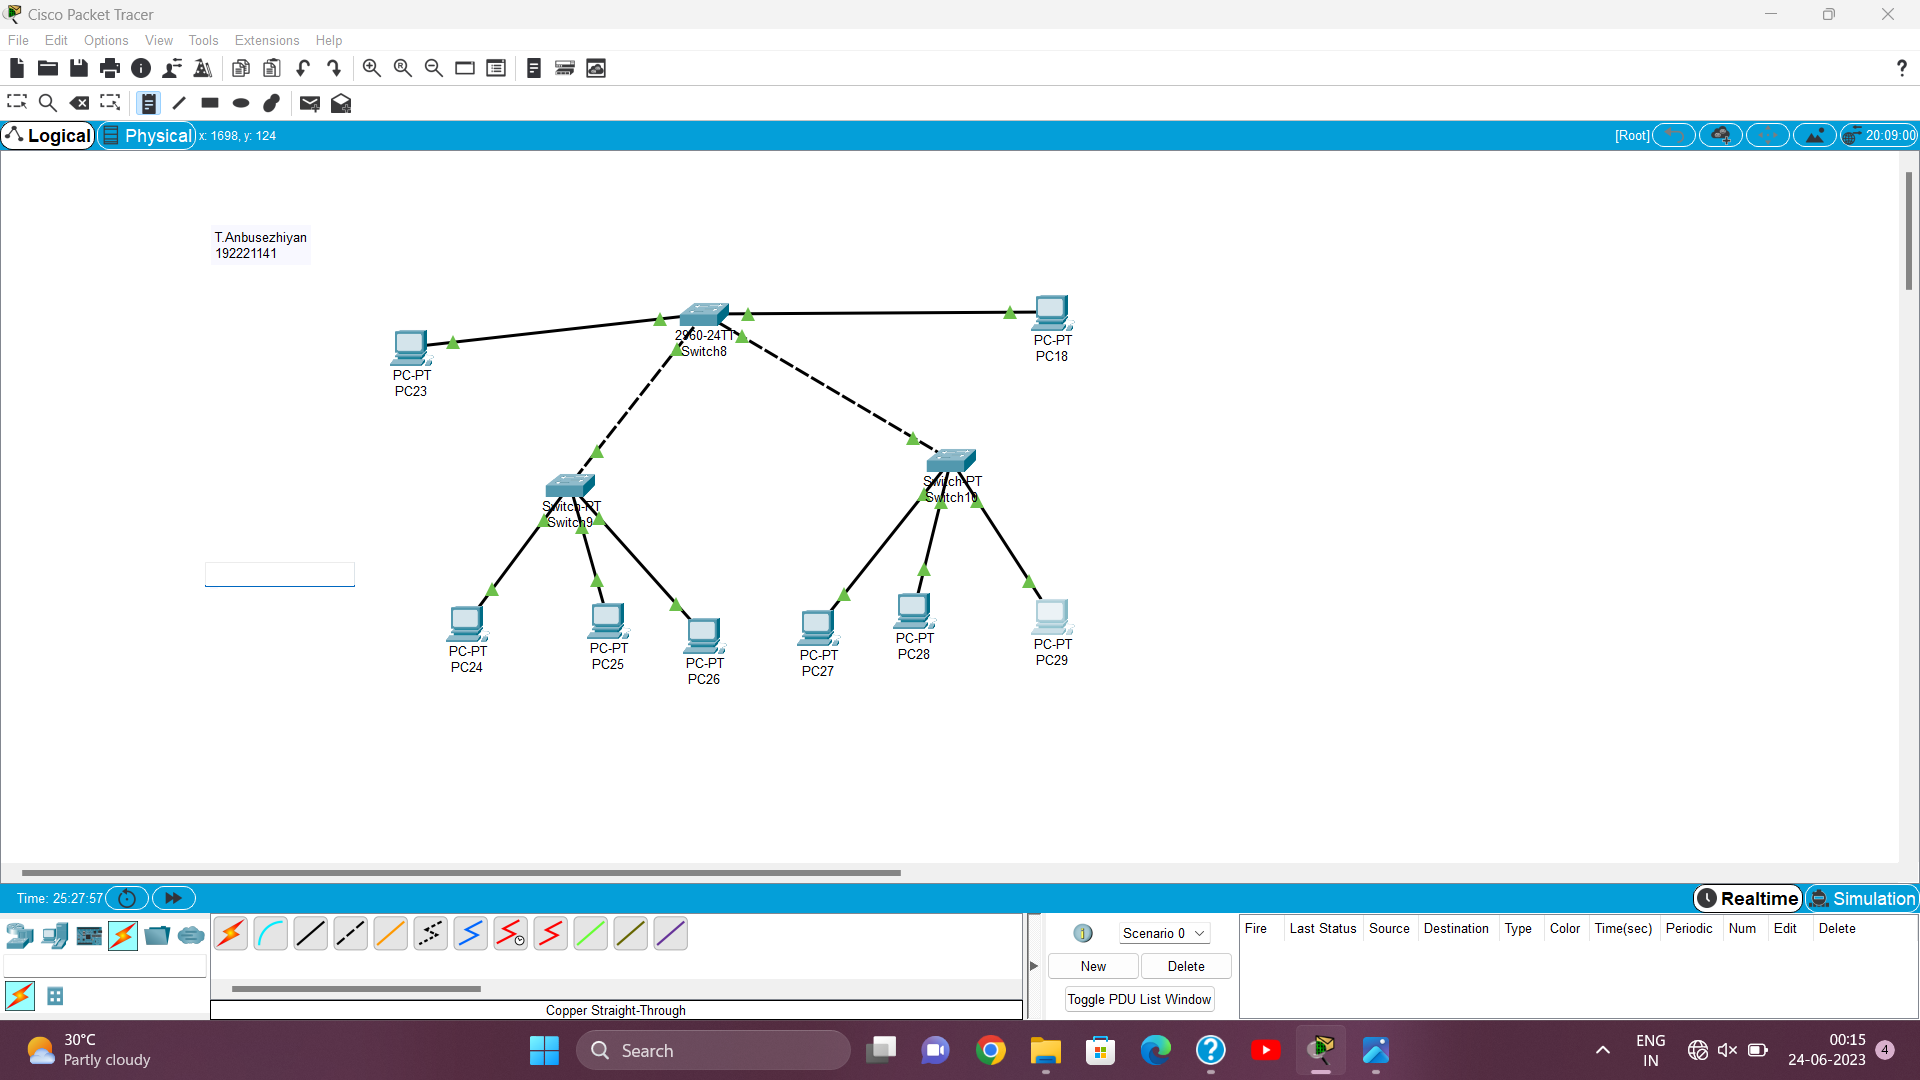 Cisco Packet Tracer
File Edit Options View Tools Extensions Help
?
Logical Physical x: 1698, y: 124 [Root] 20:09:00
T.Anbusezhiyan
192221141
2960-24TT
Switch8
PC-PT
PC18
PC-PT
PC23
Switch-PT
Switch10
Switch-PT
Switch9
PC-PT
PC24
PC-PT
PC25
PC-PT
PC26
PC-PT
PC27
PC-PT
PC28
PC-PT
PC29
Time: 25:27:57 Realtime Simulation
Scenario 0
New Delete
Toggle PDU List Window
Fire Last Status Source Destination Type Color Time(sec) Periodic Num Edit Delete
Copper Straight-Through
30°C
Partly cloudy
Search
ENG
IN
00:15
24-06-2023
4